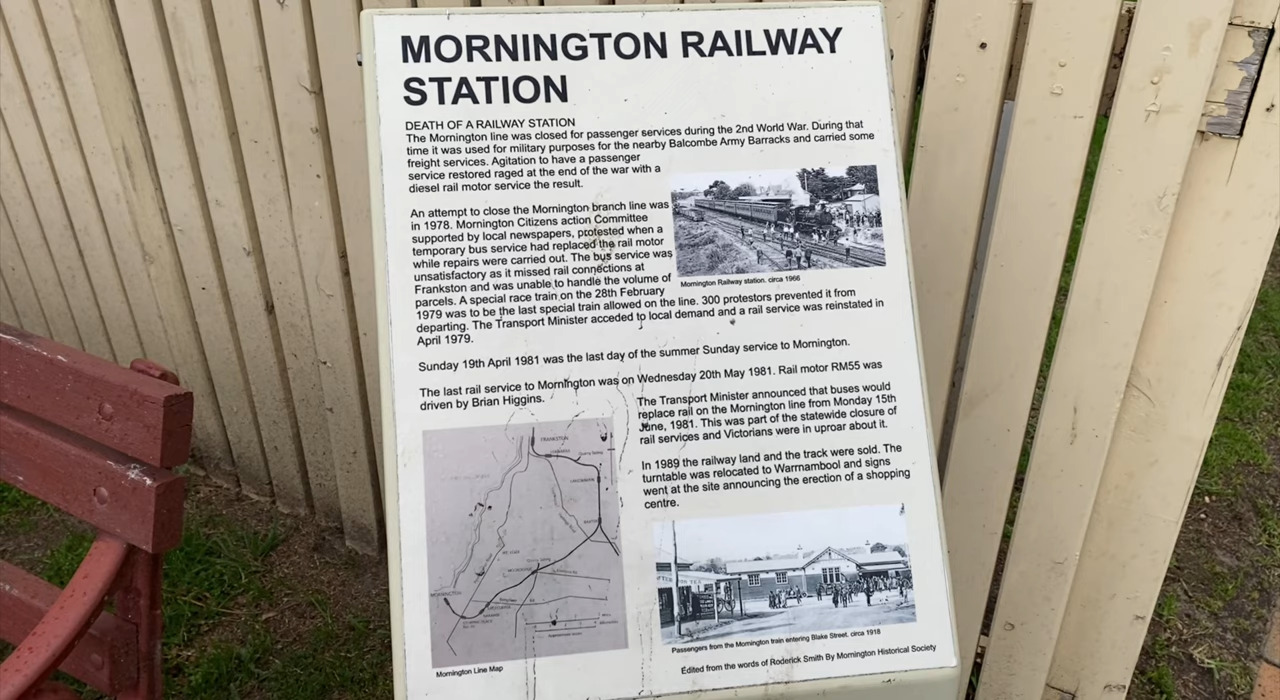 MORNINGTON RAILWAY
STATION
DEATH OF A RAILWAY STATION
The Mornington line was closed for passenger services during the 2nd World War. During that
time it was used for military purposes for the nearby Balcombe Army Barracks and carried some
freight services. Agitation to have a passenger
service restored raged at the end of the war with a
diesel rail motor service the result.
An attempt to close the Mornington branch line was
in 1978. Mornington Citizens action Committee
supported by local newspapers, protested when a
temporary bus service had replaced the rail motor
while repairs were carried out. The bus service was
unsatisfactory as it missed rail connections at
Frankston and was unable to handle the volume of
parcels. A special race train on the 28th February
1979 was to be the last special train allowed on the line. 300 protestors prevented it from
departing. The Transport Minister acceded to local demand and a rail service was reinstated in
April 1979.
Mornington Railway station. circa 1966
Sunday 19th April 1981 was the last day of the summer Sunday service to Mornington.
The last rail service to Mornington was on Wednesday 20th May 1981. Rail motor RM55 was
driven by Brian Higgins.
The Transport Minister announced that buses would
replace rail on the Mornington line from Monday 15th
June, 1981. This was part of the statewide closure of
rail services and Victorians were in uproar about it.
In 1989 the railway land and the track were sold. The
turntable was relocated to Warrnambool and signs
went at the site announcing the erection of a shopping
centre.
FRANKSTON
MORNINGTON
Mornington Line Map
Passengers from the Mornington train entering Blake Street. circa 1918
Edited from the words of Roderick Smith By Mornington Historical Society